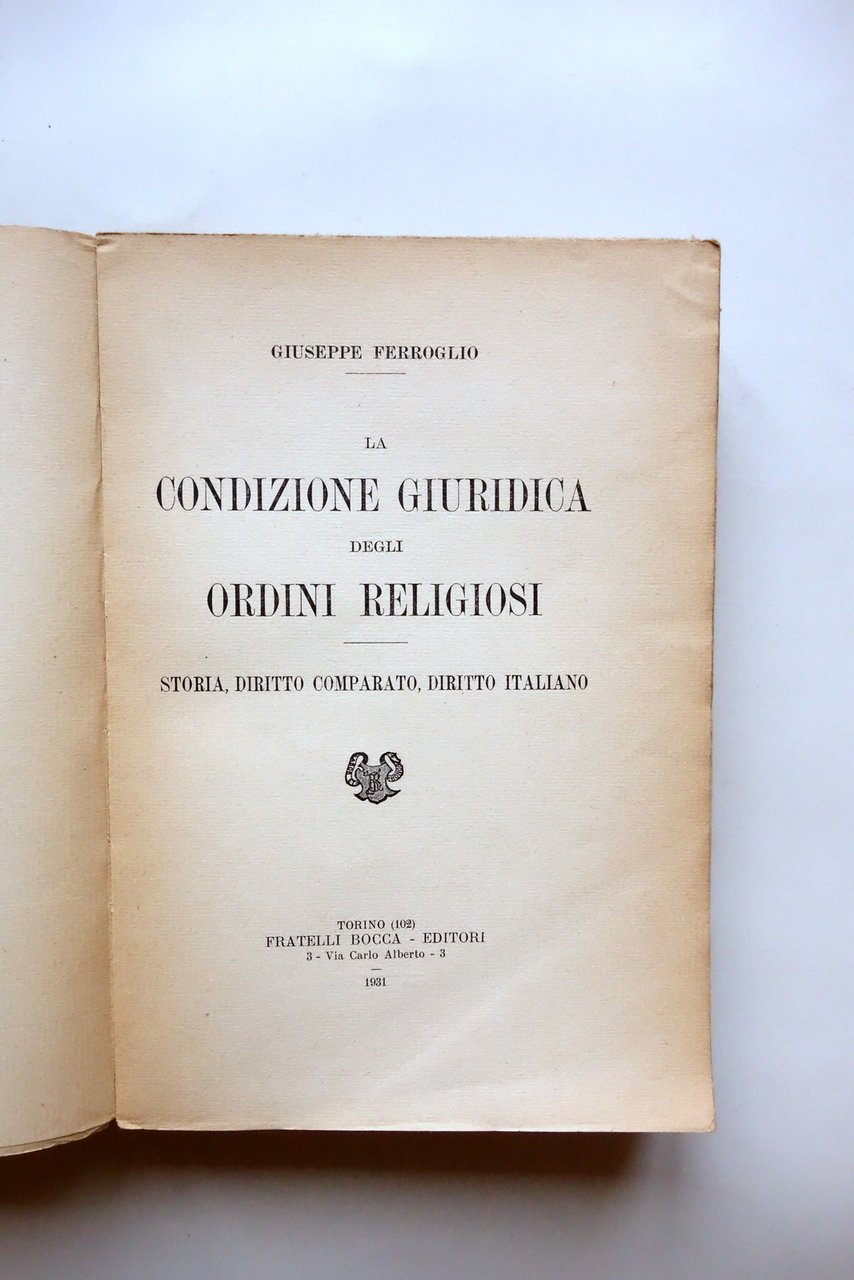 GIUSEPPE FERROGLIO
LA
CONDIZIONE GIURIDICA
DEGLI
ORDINI RELIGIOSI
STORIA, DIRITTO COMPARATO, DIRITTO ITALIANO
TORINO (102)
FRATELLI BOCCA - EDITORI
3 - Via Carlo Alberto - 3
1931